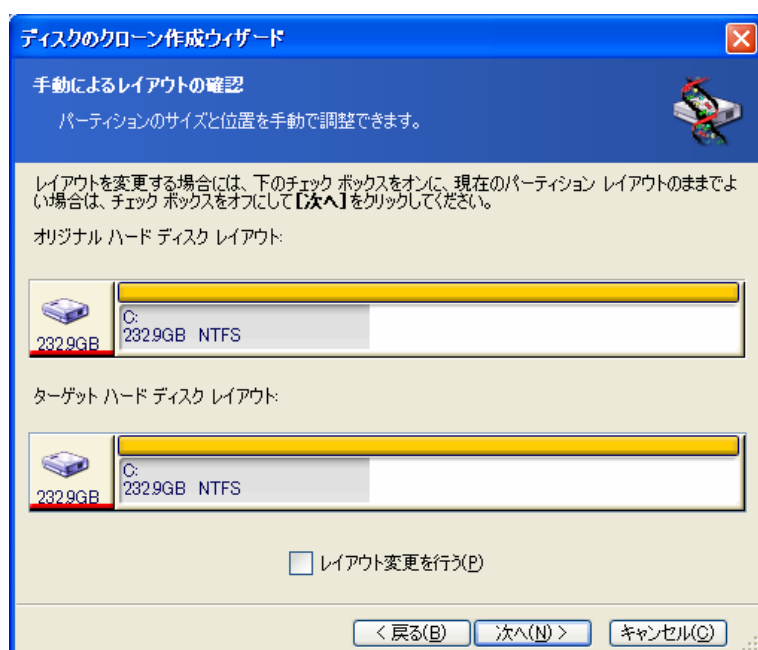 ディスクのクローン作成ウィザード
手動によるレイアウトの確認
パーティションのサイズと位置を手動で調整できます。
レイアウトを変更する場合には、下のチェック ボックスをオンに、現在のパーティション レイアウトのままでよ
い場合は、チェック ボックスをオフにして[次へ]をクリックしてください。
オリジナル ハード ディスク レイアウト:
232.9GB
C:
232.9GB NTFS
ターゲット ハード ディスク レイアウト:
232.9GB
C:
232.9GB NTFS
レイアウト変更を行う(P)
< 戻る(B) 次へ(N) > キャンセル(C)